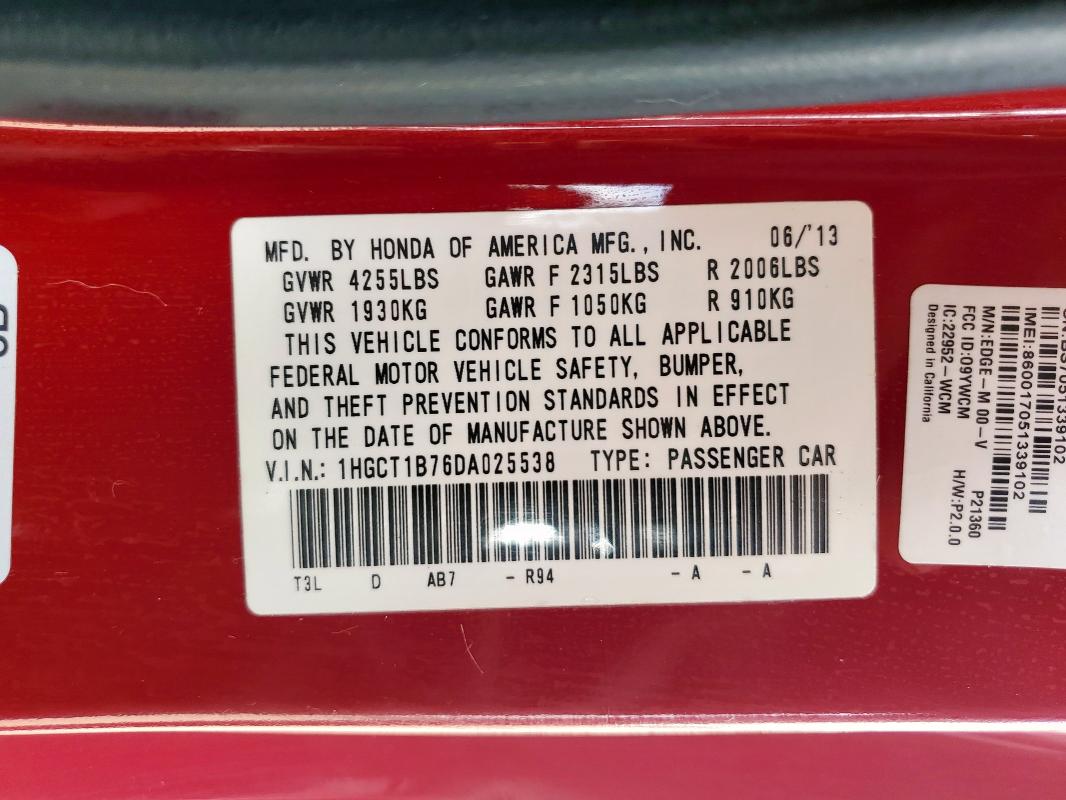 MFD. BY HONDA OF AMERICA MFG., INC. 06/'13
GVWR 4255LBS GAWR F 2315LBS R 2006LBS
GVWR 1930KG GAWR F 1050KG R 910KG
THIS VEHICLE CONFORMS TO ALL APPLICABLE
FEDERAL MOTOR VEHICLE SAFETY, BUMPER,
AND THEFT PREVENTION STANDARDS IN EFFECT
ON THE DATE OF MANUFACTURE SHOWN ABOVE.
V.I.N.: 1HGCT1B76DA025538 TYPE: PASSENGER CAR
T3L D AB7 - R94 - A - A
IMEI:860017051339102
M/N:EDGE-M 00-V P21360
FCC ID:09YWCM H/W:P2.0.0
IC:22952-WCM
Designed in California